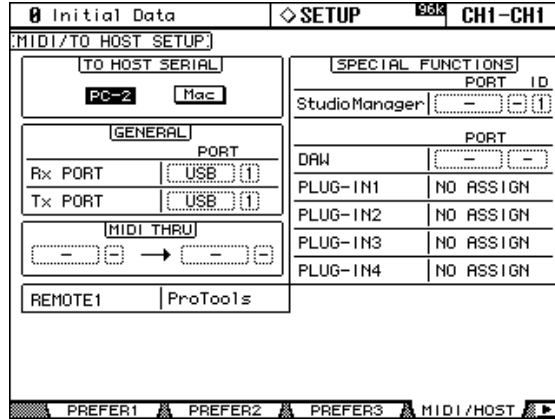 0 Initial Data ◇SETUP 96K CH1-CH1
MIDI/TO HOST SETUP
TO HOST SERIAL
PC-2 Mac
GENERAL
PORT
Rx PORT USB 1
Tx PORT USB 1
MIDI THRU
- - → - -
REMOTE1 ProTools
SPECIAL FUNCTIONS
PORT ID
StudioManager - - 1
PORT
DAW - -
PLUG-IN1 NO ASSIGN
PLUG-IN2 NO ASSIGN
PLUG-IN3 NO ASSIGN
PLUG-IN4 NO ASSIGN
PREFER1 PREFER2 PREFER3 MIDI/HOST